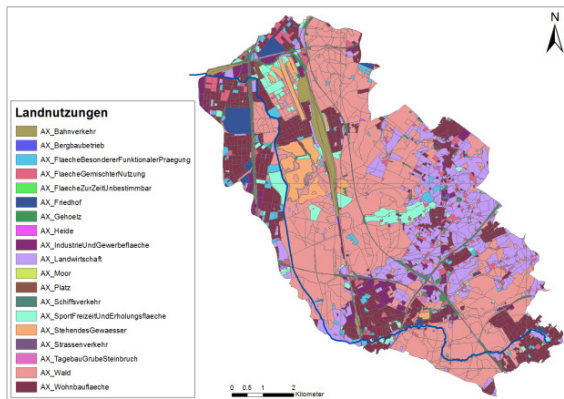 N
Landnutzungen
AX_Bahnverkehr
AX_Bergbaubetrieb
AX_FlaecheBesondererFunktionalerPraegung
AX_FlaecheGemischterNutzung
AX_FlaecheZurZeitUnbestimmbar
AX_Friedhof
AX_Gehoelz
AX_Heide
AX_IndustrieUndGewerbeflaeche
AX_Landwirtschaft
AX_Moor
AX_Platz
AX_Schiffsverkehr
AX_SportFreizeitUndErholungsflaeche
AX_StehendesGewaesser
AX_Strassenverkehr
AX_TagebauGrubeSteinbruch
AX_Wald
AX_Wohnbauflaeche
0 0.5 1 2
Kilometer